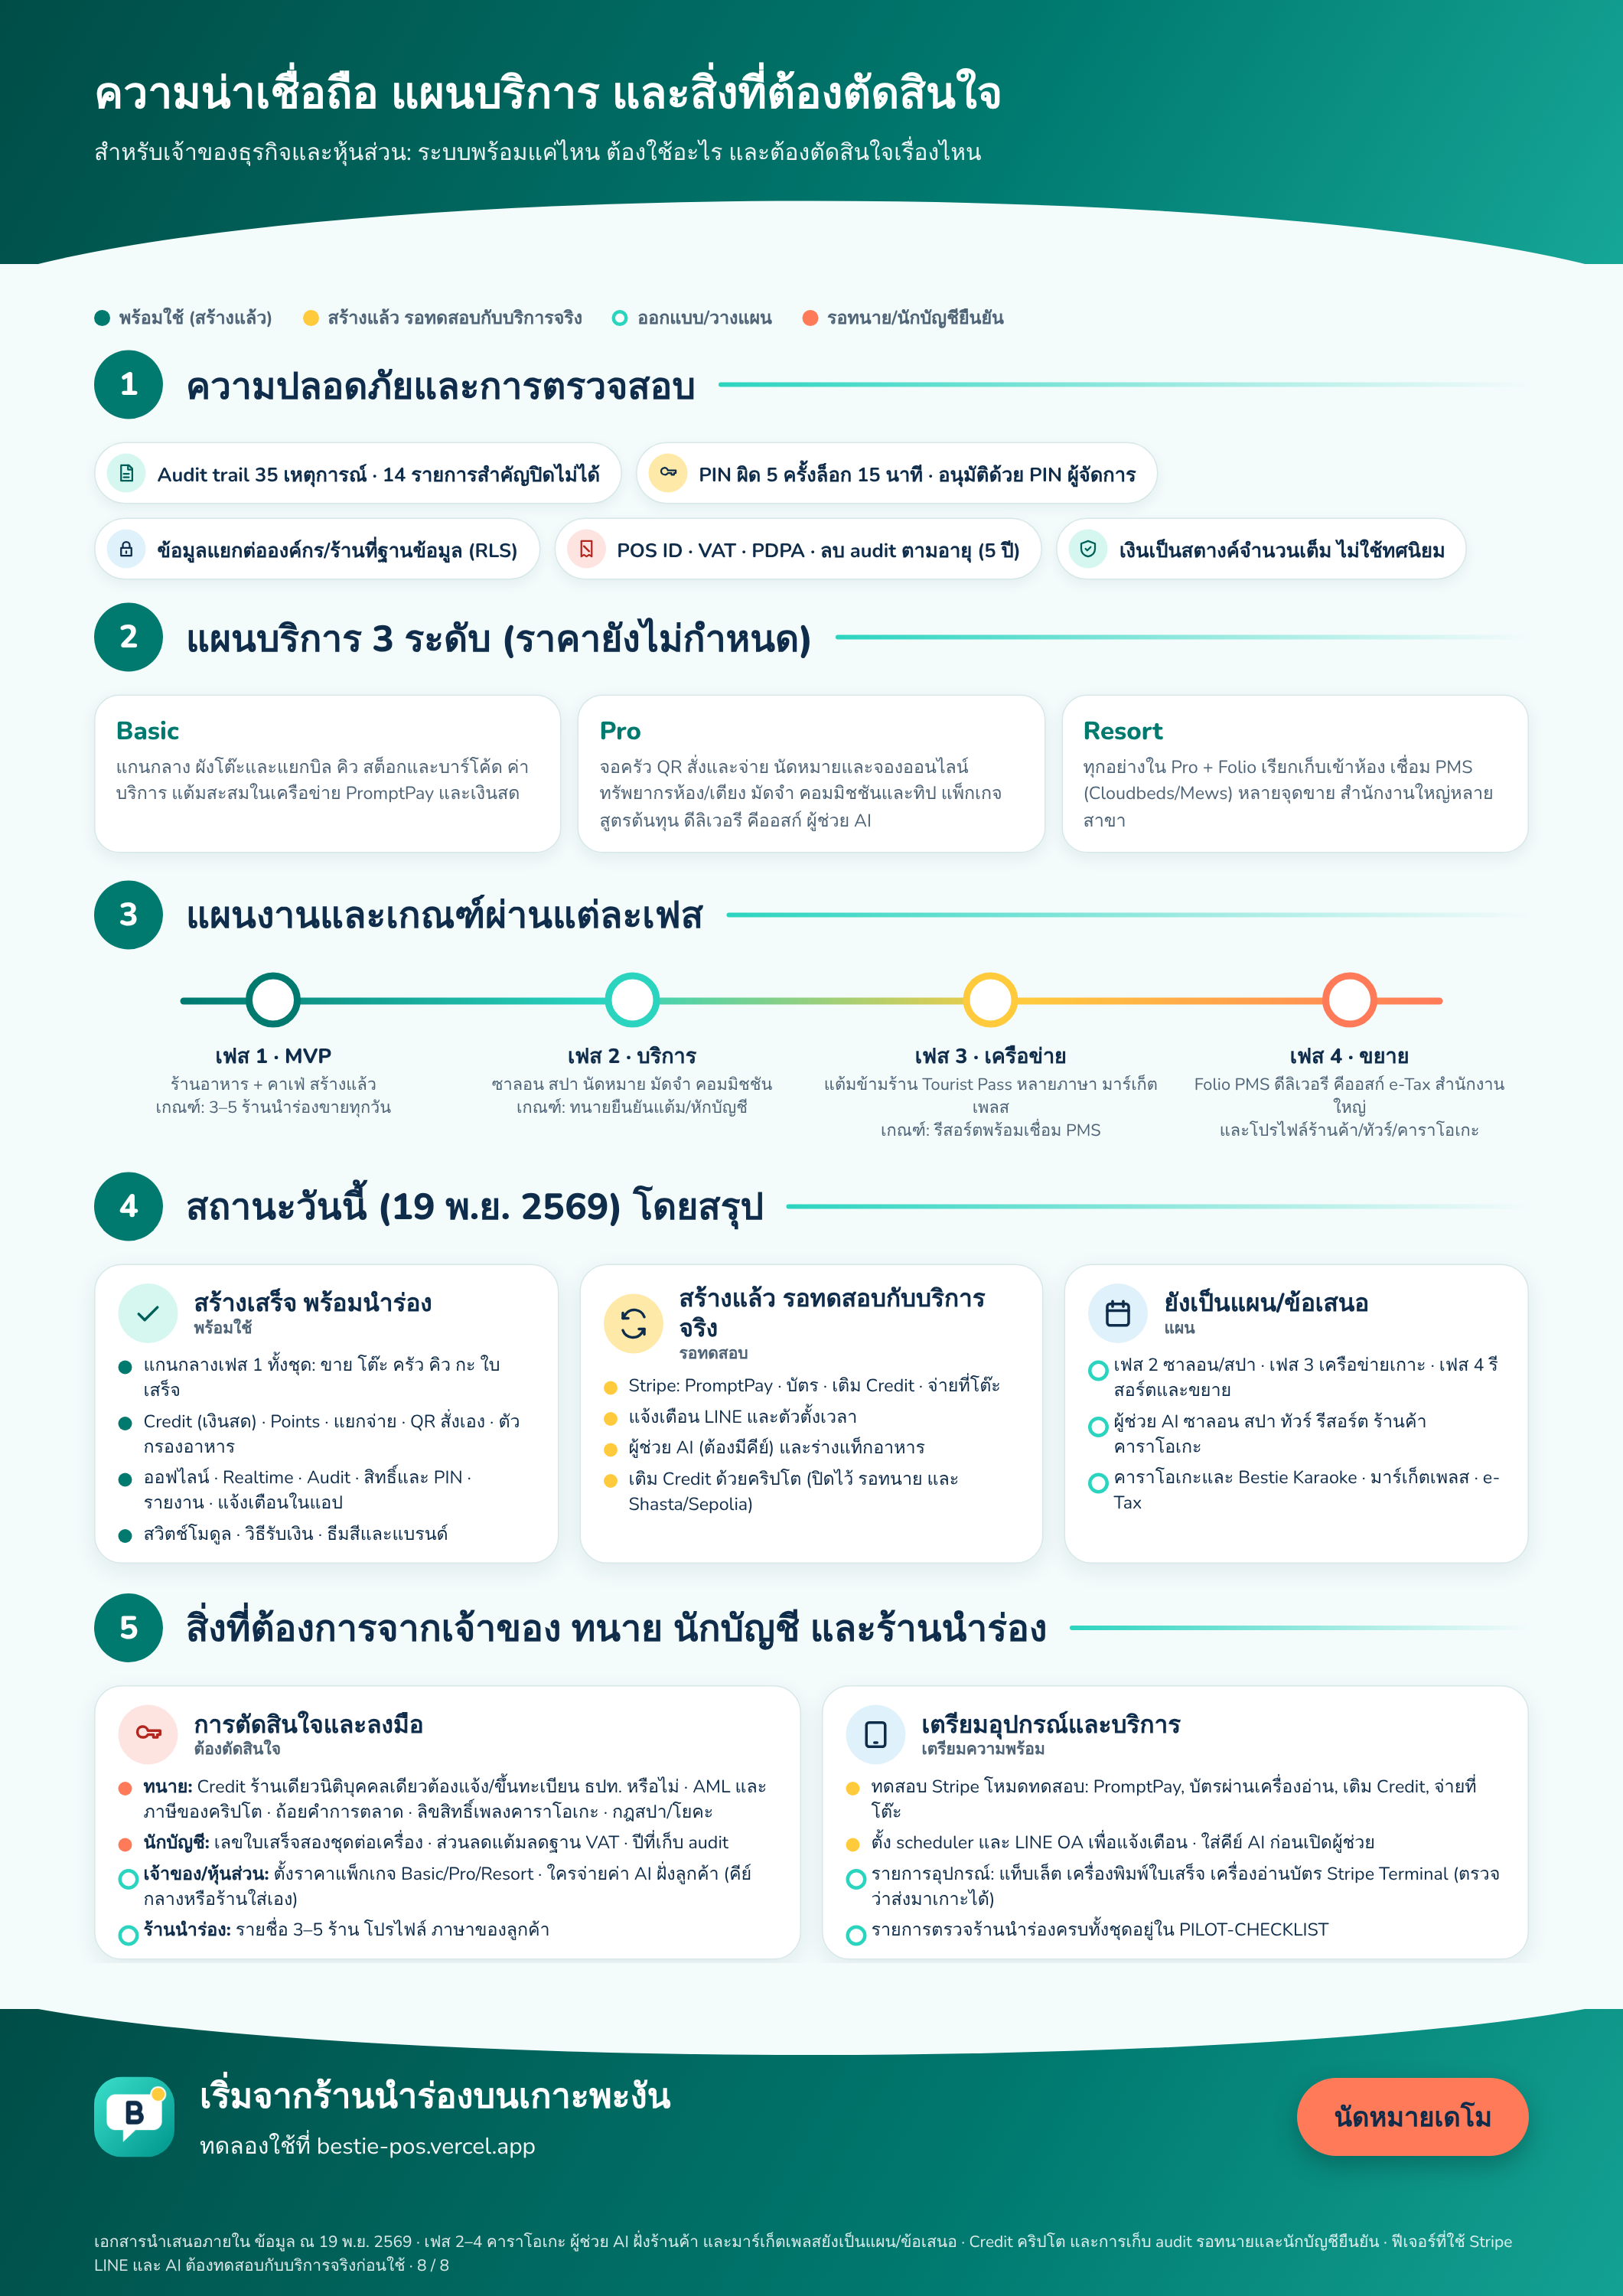 ความน่าเชื่อถือ แผนบริการ และสิ่งที่ต้องตัดสินใจ
สำหรับเจ้าของธุรกิจและหุ้นส่วน: ระบบพร้อมแค่ไหน ต้องใช้อะไร และต้องตัดสินใจเรื่องไหน
พร้อมใช้ (สร้างแล้ว)
สร้างแล้ว รอทดสอบกับบริการจริง
ออกแบบ/วางแผน
รอทนาย/นักบัญชียืนยัน
1
ความปลอดภัยและการตรวจสอบ
Audit trail 35 เหตุการณ์ · 14 รายการสำคัญปิดไม่ได้
PIN ผิด 5 ครั้งล็อก 15 นาที · อนุมัติด้วย PIN ผู้จัดการ
ข้อมูลแยกต่อองค์กร/ร้านที่ฐานข้อมูล (RLS)
POS ID · VAT · PDPA · ลบ audit ตามอายุ (5 ปี)
เงินเป็นสตางค์จำนวนเต็ม ไม่ใช้ทศนิยม
2
แผนบริการ 3 ระดับ (ราคายังไม่กำหนด)
Basic
แกนกลาง ผังโต๊ะและแยกบิล คิว สต็อกและบาร์โค้ด ค่า
บริการ แต้มสะสมในเครือข่าย PromptPay และเงินสด
Pro
จอครัว QR สั่งและจ่าย นัดหมายและจองออนไลน์
ทรัพยากรห้อง/เตียง มัดจำ คอมมิชชันและทิป แพ็กเกจ
สูตรต้นทุน ดีลิเวอรี คีออสก์ ผู้ช่วย AI
Resort
ทุกอย่างใน Pro + Folio เรียกเก็บเข้าห้อง เชื่อม PMS
(Cloudbeds/Mews) หลายจุดขาย สำนักงานใหญ่หลาย
สาขา
3
แผนงานและเกณฑ์ผ่านแต่ละเฟส
เฟส 1 · MVP
ร้านอาหาร + คาเฟ่ สร้างแล้ว
เกณฑ์: 3–5 ร้านนำร่องขายทุกวัน
เฟส 2 · บริการ
ซาลอน สปา นัดหมาย มัดจำ คอมมิชชัน
เกณฑ์: ทนายยืนยันแต้ม/หักบัญชี
เฟส 3 · เครือข่าย
แต้มข้ามร้าน Tourist Pass หลายภาษา มาร์เก็ต
เพลส
เกณฑ์: รีสอร์ตพร้อมเชื่อม PMS
เฟส 4 · ขยาย
Folio PMS ดีลิเวอรี คีออสก์ e-Tax สำนักงาน
ใหญ่
และโปรไฟล์ร้านค้า/ทัวร์/คาราโอเกะ
4
สถานะวันนี้ (19 พ.ย. 2569) โดยสรุป
สร้างเสร็จ พร้อมนำร่อง
พร้อมใช้
แกนกลางเฟส 1 ทั้งชุด: ขาย โต๊ะ ครัว คิว กะ ใบ
เสร็จ
Credit (เงินสด) · Points · แยกจ่าย · QR สั่งเอง · ตัว
กรองอาหาร
ออฟไลน์ · Realtime · Audit · สิทธิ์และ PIN ·
รายงาน · แจ้งเตือนในแอป
สวิตช์โมดูล · วิธีรับเงิน · ธีมสีและแบรนด์
สร้างแล้ว รอทดสอบกับบริการ
จริง
รอทดสอบ
Stripe: PromptPay · บัตร · เติม Credit · จ่ายที่โต๊ะ
แจ้งเตือน LINE และตัวตั้งเวลา
ผู้ช่วย AI (ต้องมีคีย์) และร่างแท็กอาหาร
เติม Credit ด้วยคริปโต (ปิดไว้ รอทนาย และ
Shasta/Sepolia)
ยังเป็นแผน/ข้อเสนอ
แผน
เฟส 2 ซาลอน/สปา · เฟส 3 เครือข่ายเกาะ · เฟส 4 รี
สอร์ตและขยาย
ผู้ช่วย AI ซาลอน สปา ทัวร์ รีสอร์ต ร้านค้า
คาราโอเกะ
คาราโอเกะและ Bestie Karaoke · มาร์เก็ตเพลส · e-
Tax
5
สิ่งที่ต้องการจากเจ้าของ ทนาย นักบัญชี และร้านนำร่อง
การตัดสินใจและลงมือ
ต้องตัดสินใจ
ทนาย: Credit ร้านเดียวนิติบุคคลเดียวต้องแจ้ง/ขึ้นทะเบียน ธปท. หรือไม่ · AML และ
ภาษีของคริปโต · ถ้อยคำการตลาด · ลิขสิทธิ์เพลงคาราโอเกะ · กฎสปา/โยคะ
นักบัญชี: เลขใบเสร็จสองชุดต่อเครื่อง · ส่วนลดแต้มลดฐาน VAT · ปีที่เก็บ audit
เจ้าของ/หุ้นส่วน: ตั้งราคาแพ็กเกจ Basic/Pro/Resort · ใครจ่ายค่า AI ฝั่งลูกค้า (คีย์
กลางหรือร้านใส่เอง)
ร้านนำร่อง: รายชื่อ 3–5 ร้าน โปรไฟล์ ภาษาของลูกค้า
เตรียมอุปกรณ์และบริการ
เตรียมความพร้อม
ทดสอบ Stripe โหมดทดสอบ: PromptPay, บัตรผ่านเครื่องอ่าน, เติม Credit, จ่ายที่
โต๊ะ
ตั้ง scheduler และ LINE OA เพื่อแจ้งเตือน · ใส่คีย์ AI ก่อนเปิดผู้ช่วย
รายการอุปกรณ์: แท็บเล็ต เครื่องพิมพ์ใบเสร็จ เครื่องอ่านบัตร Stripe Terminal (ตรวจ
ว่าส่งมาเกาะได้)
รายการตรวจร้านนำร่องครบทั้งชุดอยู่ใน PILOT-CHECKLIST
B
เริ่มจากร้านนำร่องบนเกาะพะงัน
ทดลองใช้ที่ bestie-pos.vercel.app
นัดหมายเดโม
เอกสารนำเสนอภายใน ข้อมูล ณ 19 พ.ย. 2569 · เฟส 2–4 คาราโอเกะ ผู้ช่วย AI ฝั่งร้านค้า และมาร์เก็ตเพลสยังเป็นแผน/ข้อเสนอ · Credit คริปโต และการเก็บ audit รอทนายและนักบัญชียืนยัน · ฟีเจอร์ที่ใช้ Stripe
LINE และ AI ต้องทดสอบกับบริการจริงก่อนใช้ · 8 / 8